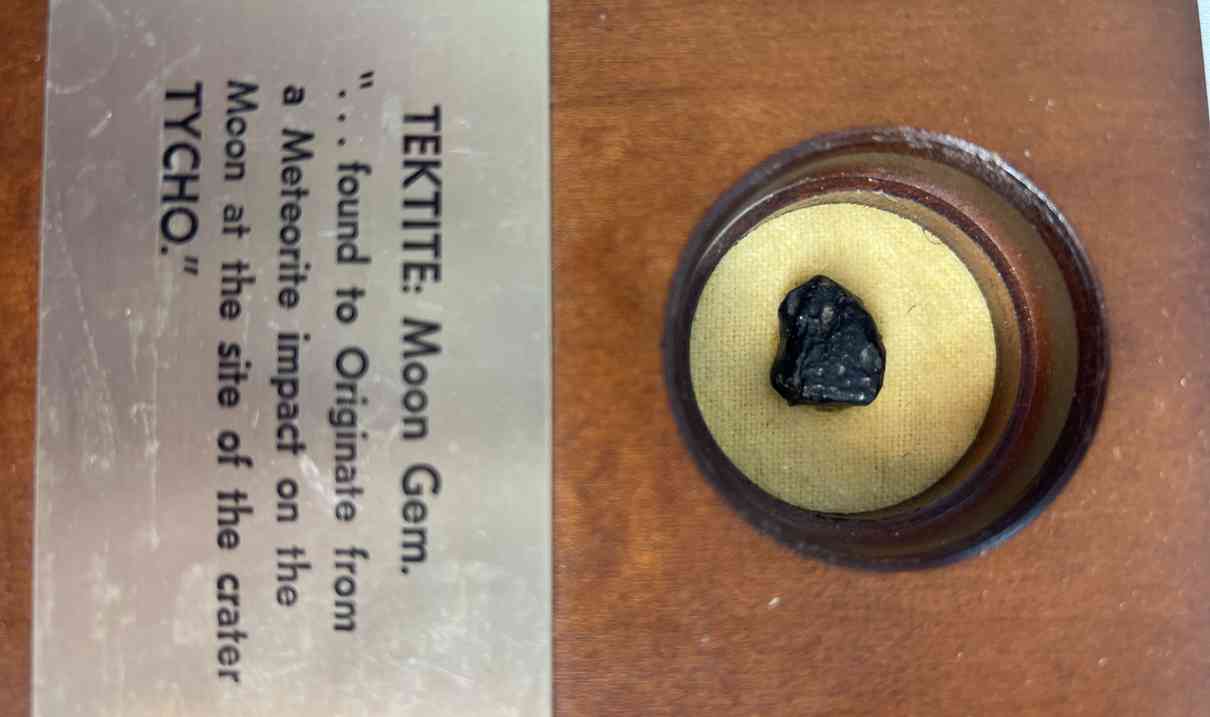 TEKTITE: Moon Gem.
"...found to Originate from
a Meteorite impact on the
Moon at the site of the crater
TYCHO."